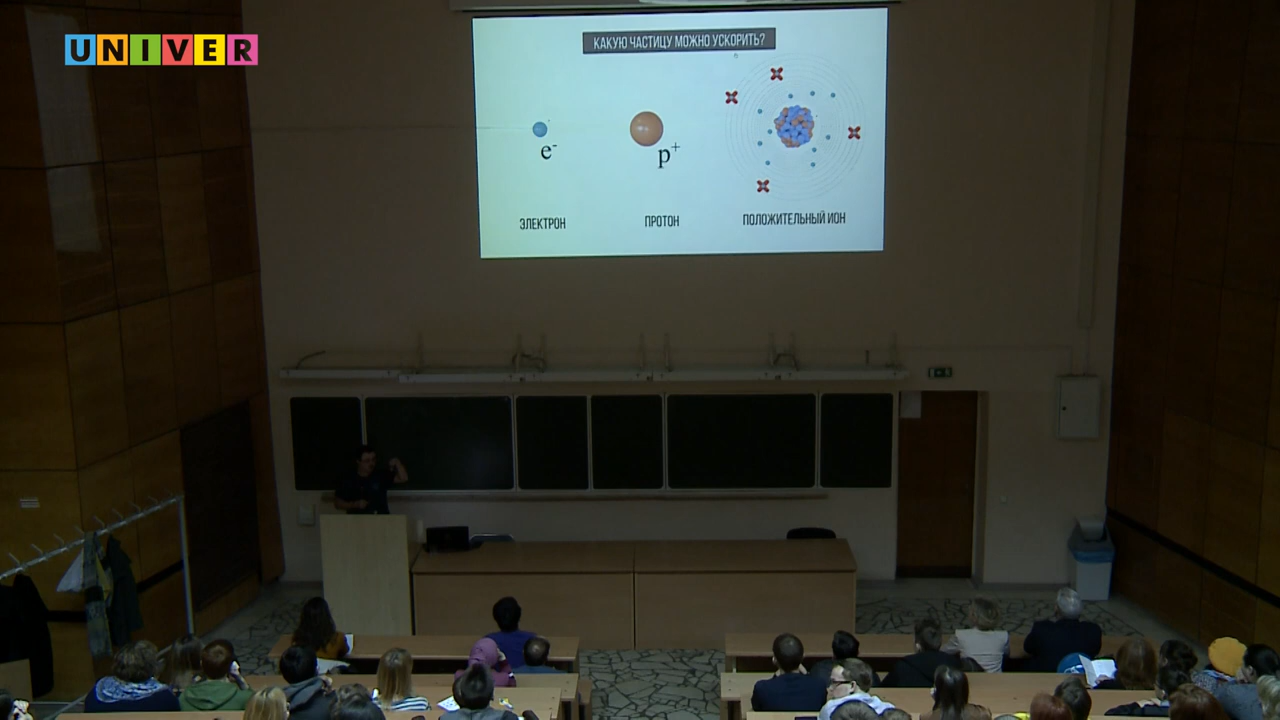 UNIVER
КАКУЮ ЧАСТИЦУ МОЖНО УСКОРИТЬ?
e-
p+
ЭЛЕКТРОН
ПРОТОН
ПОЛОЖИТЕЛЬНЫЙ ИОН